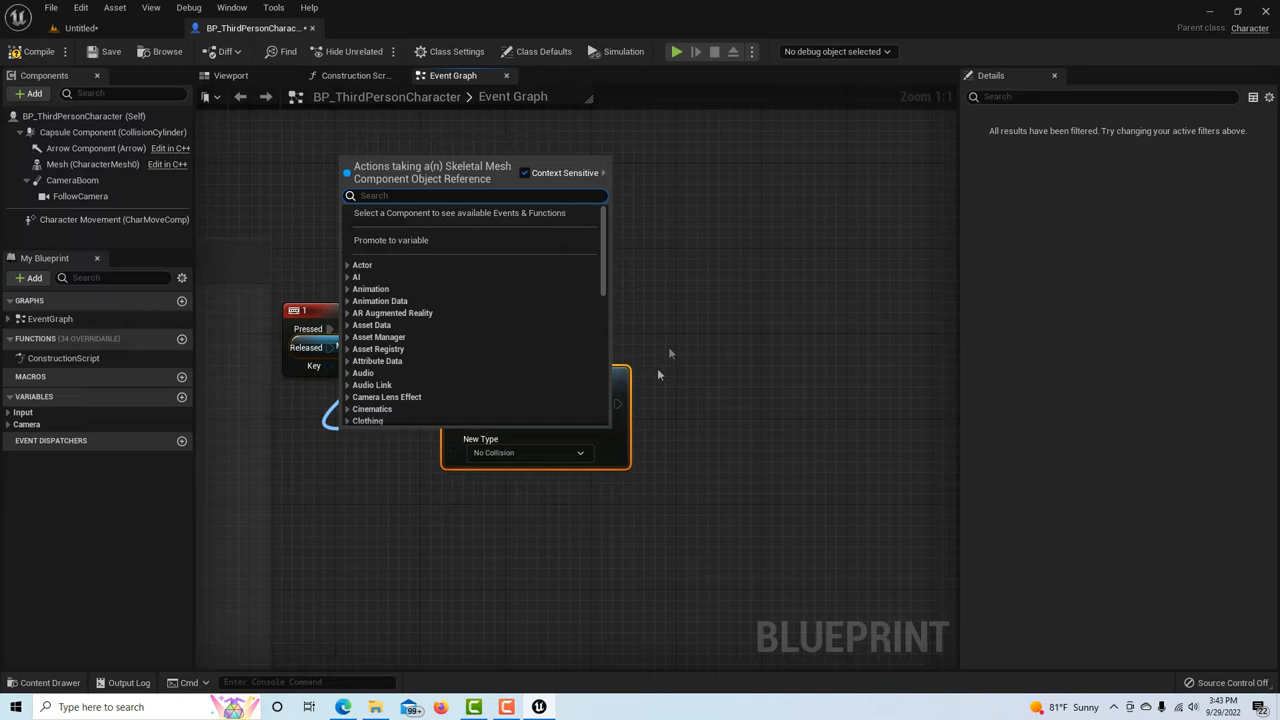 File Edit Asset View Debug Window Tools Help
Untitled* BP_ThirdPersonCharac...*
Parent class: Character
Compile Save Browse Diff Find Hide Unrelated Class Settings Class Defaults Simulation No debug object selected
Components
Viewport Construction Scr... Event Graph
Details
Add Search
BP_ThirdPersonCharacter > Event Graph
Zoom 1:1
Search
BP_ThirdPersonCharacter (Self)
Capsule Component (CollisionCylinder)
Arrow Component (Arrow) Edit in C++
Mesh (CharacterMesh0) Edit in C++
CameraBoom
FollowCamera
Character Movement (CharMoveComp)
All results have been filtered. Try changing your active filters above.
My Blueprint
Add Search
GRAPHS
EventGraph
FUNCTIONS (34 OVERRIDABLE)
ConstructionScript
MACROS
VARIABLES
Input
Camera
EVENT DISPATCHERS
1
Pressed
Released
Key
Actions taking a(n) Skeletal Mesh
Component Object Reference
Context Sensitive
Search
Select a Component to see available Events & Functions
Promote to variable
Actor
AI
Animation
Animation Data
AR Augmented Reality
Asset Data
Asset Manager
Asset Registry
Attribute Data
Audio
Audio Link
Camera Lens Effect
Cinematics
Clothing
New Type
No Collision
BLUEPRINT
Content Drawer Output Log Cmd Enter Console Command
Source Control Off
Type here to search
99+
81°F Sunny
3:43 PM
9/29/2022
22